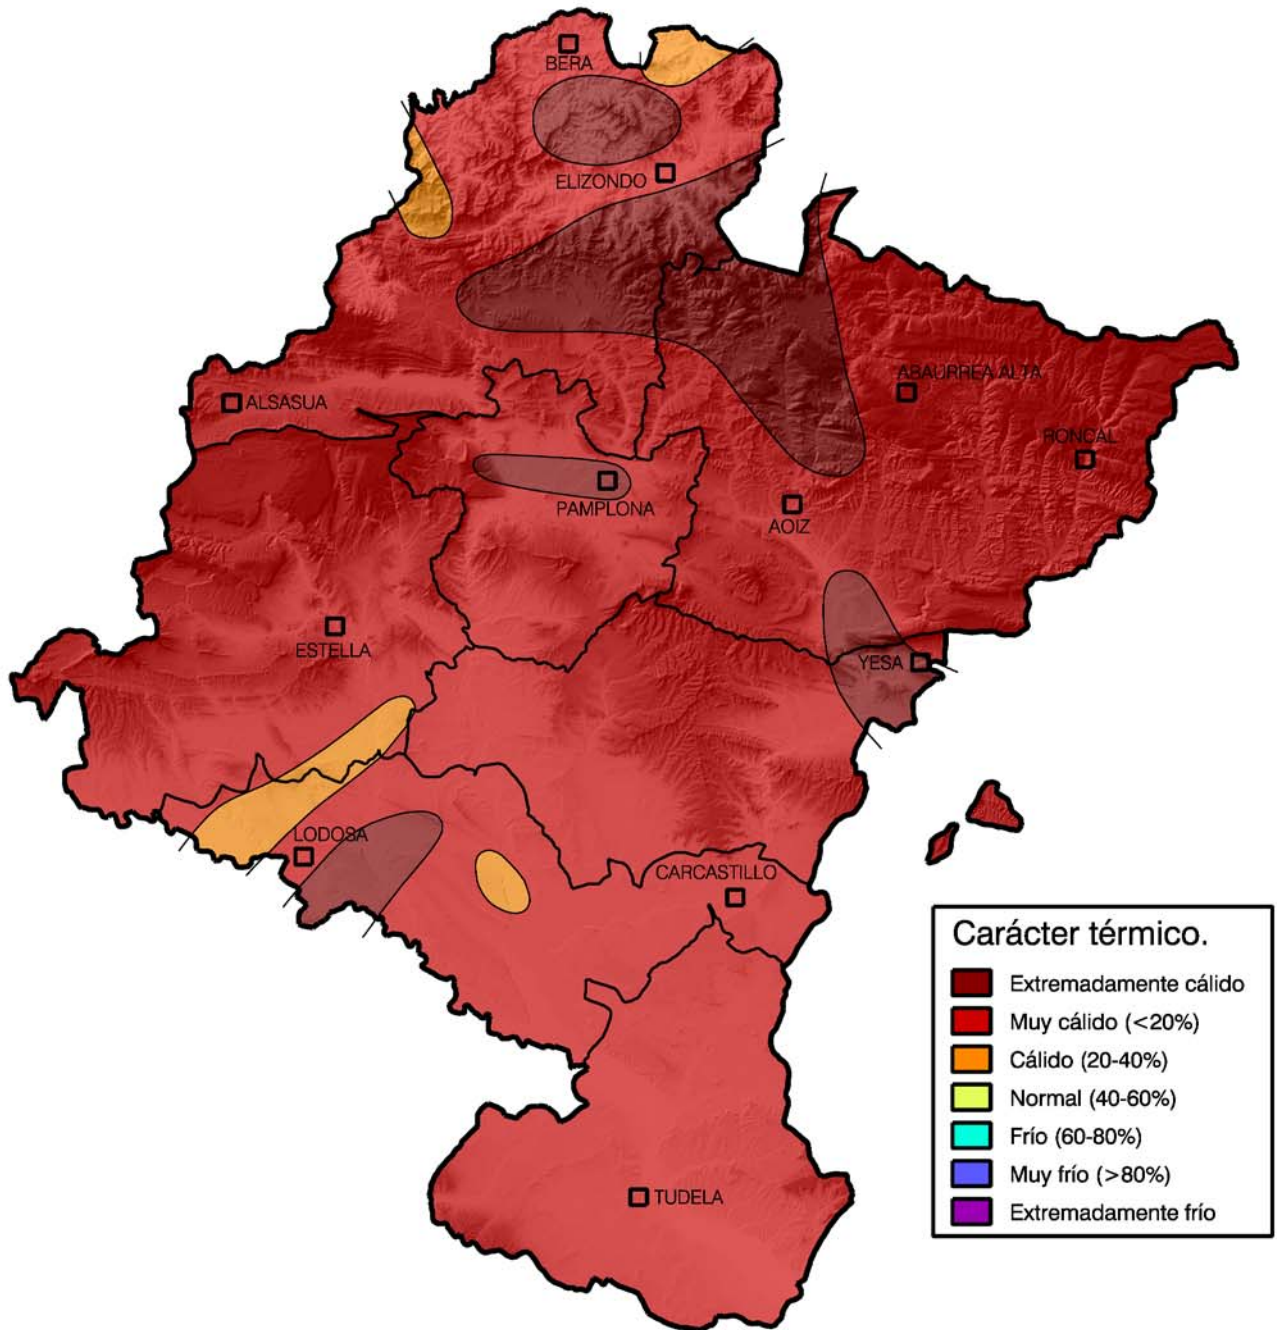 BERA
ELIZONDO
ABAURREA ALTA
ALSASUA
RONCAL
PAMPLONA
AOIZ
ESTELLA
YESA
LODOSA
CARCASTILLO
TUDELA
Carácter térmico.
Extremadamente cálido
Muy cálido (<20%)
Cálido (20-40%)
Normal (40-60%)
Frío (60-80%)
Muy frío (>80%)
Extremadamente frío